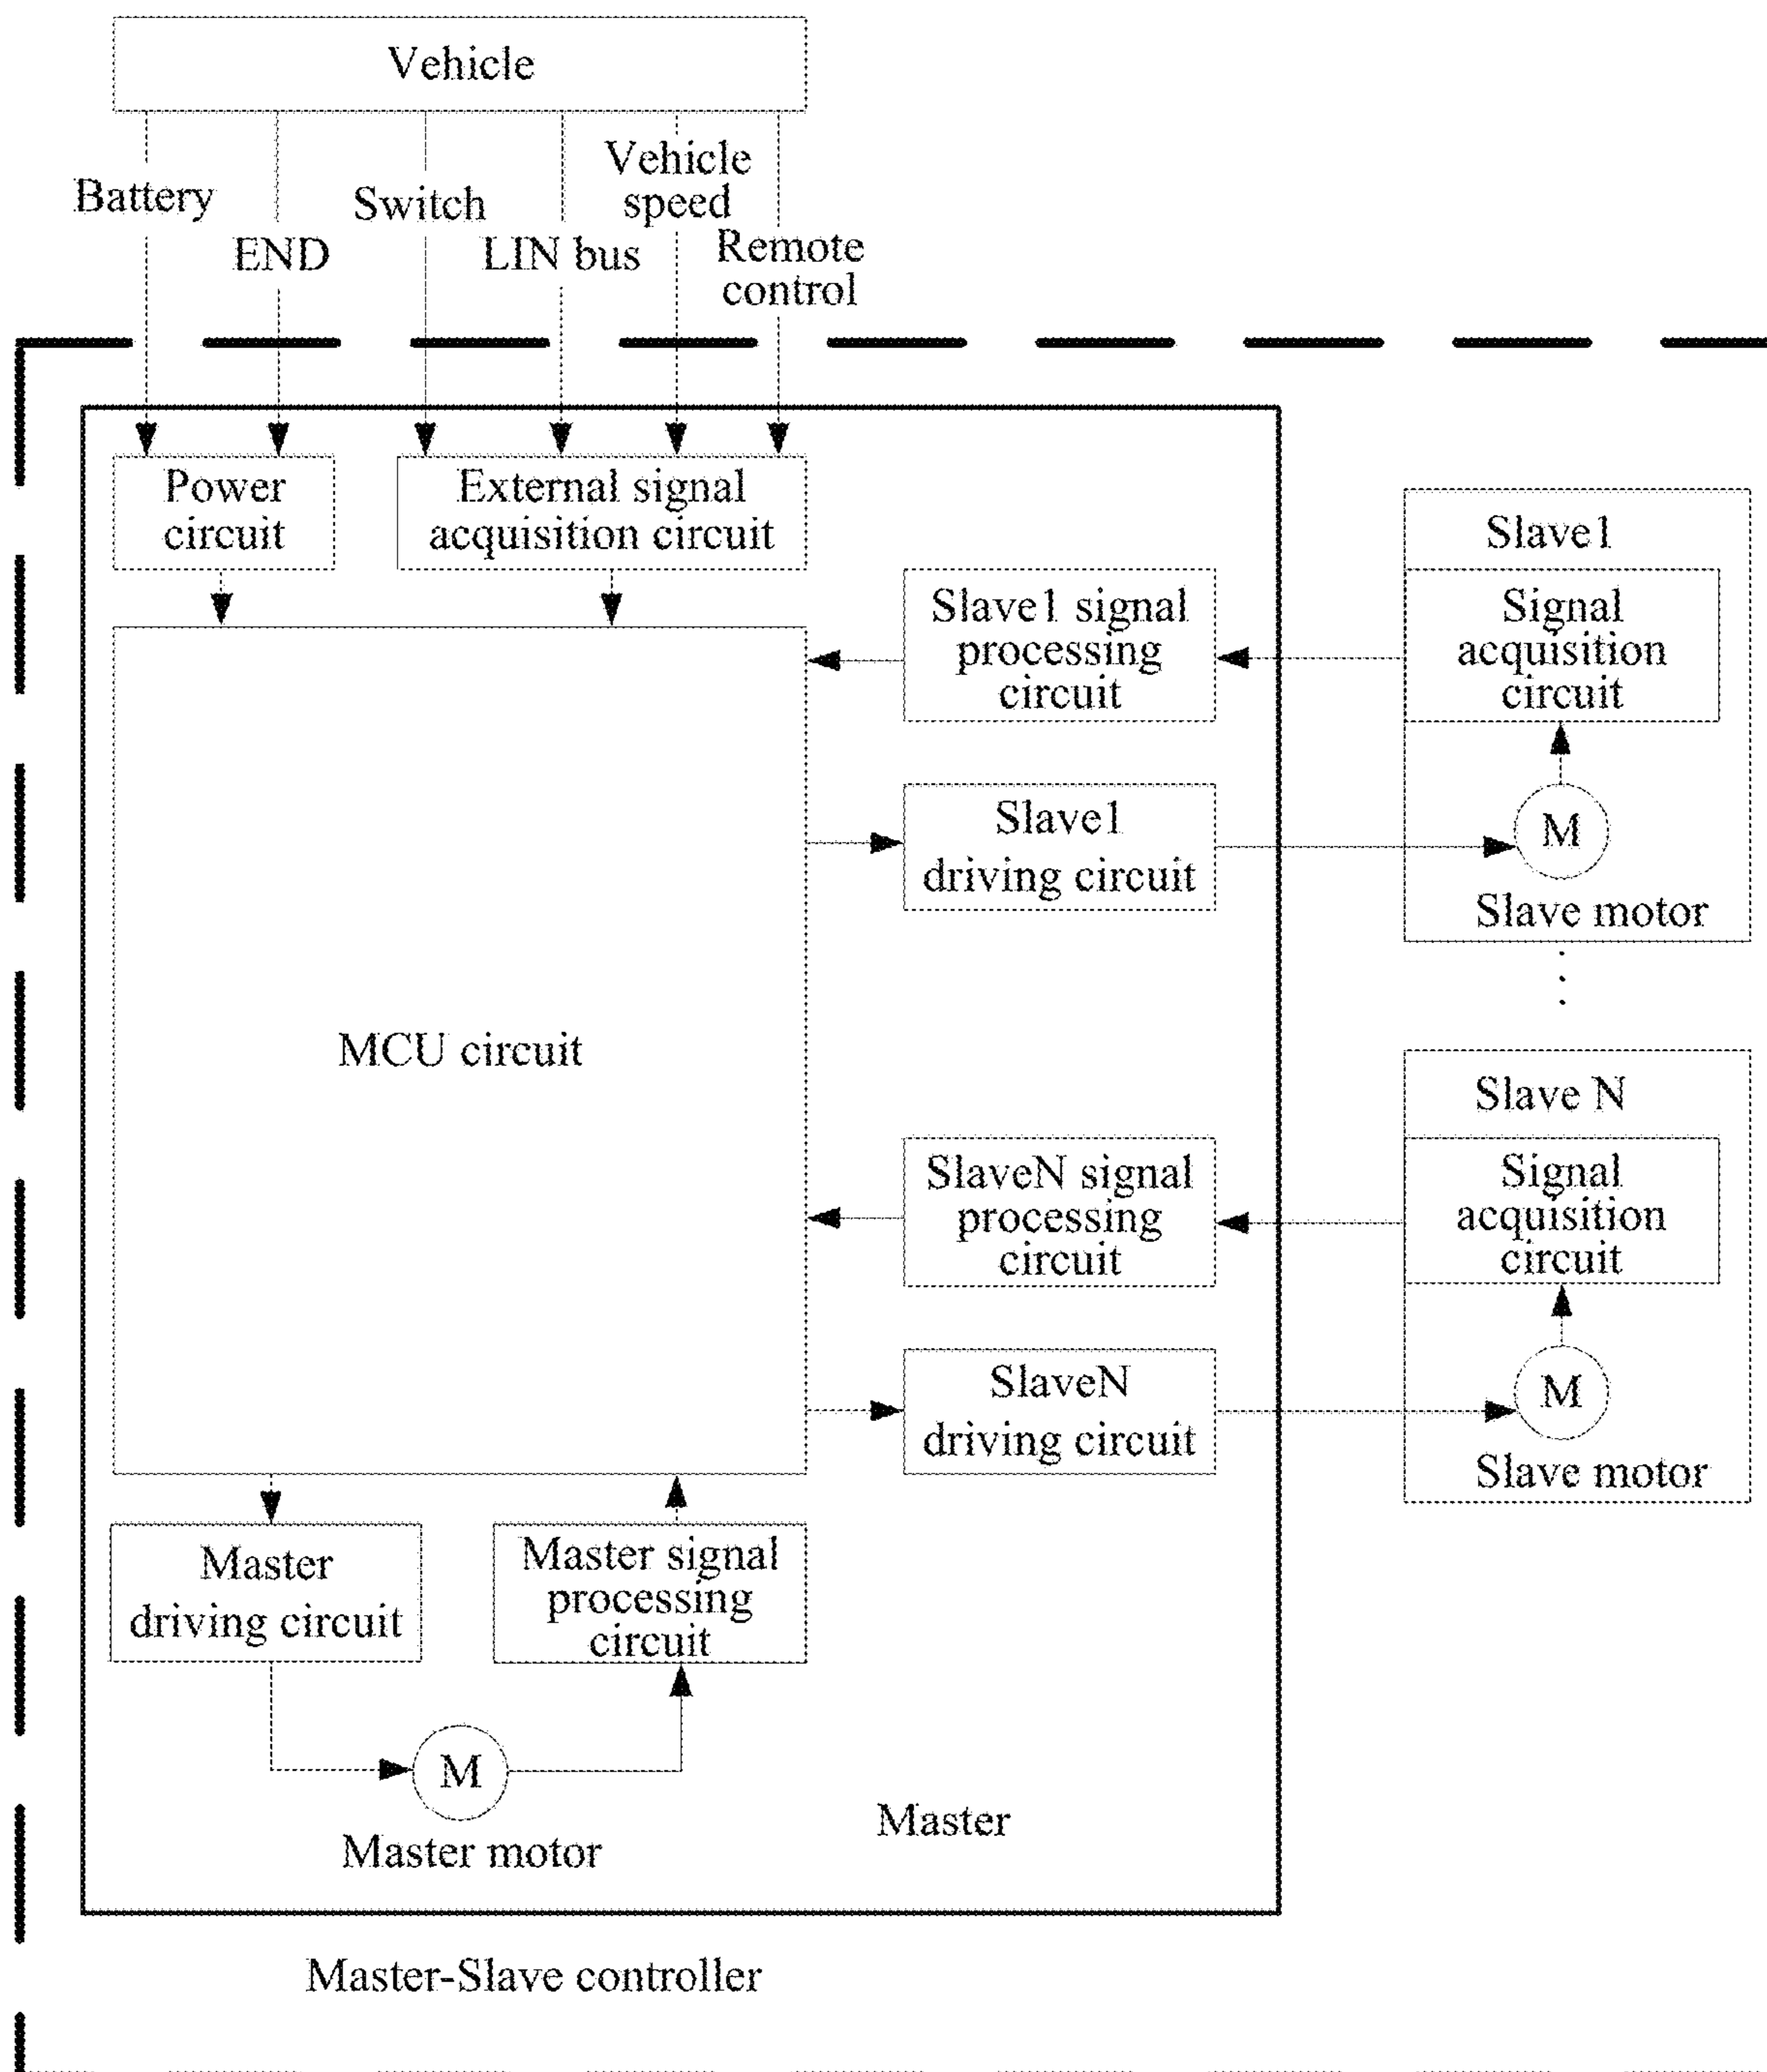 Vehicle
Battery
END
Switch
LIN bus
Vehicle
speed
Remote
control
Power
circuit
External signal
acquisition circuit
Slave1 signal
processing
circuit
Slave1
Signal
acquisition
circuit
Slave1
driving circuit
M
Slave motor
MCU circuit
Slave N
SlaveN signal
processing
circuit
Signal
acquisition
circuit
SlaveN
driving circuit
M
Slave motor
Master
driving circuit
Master signal
processing
circuit
M
Master motor
Master
Master-Slave controller